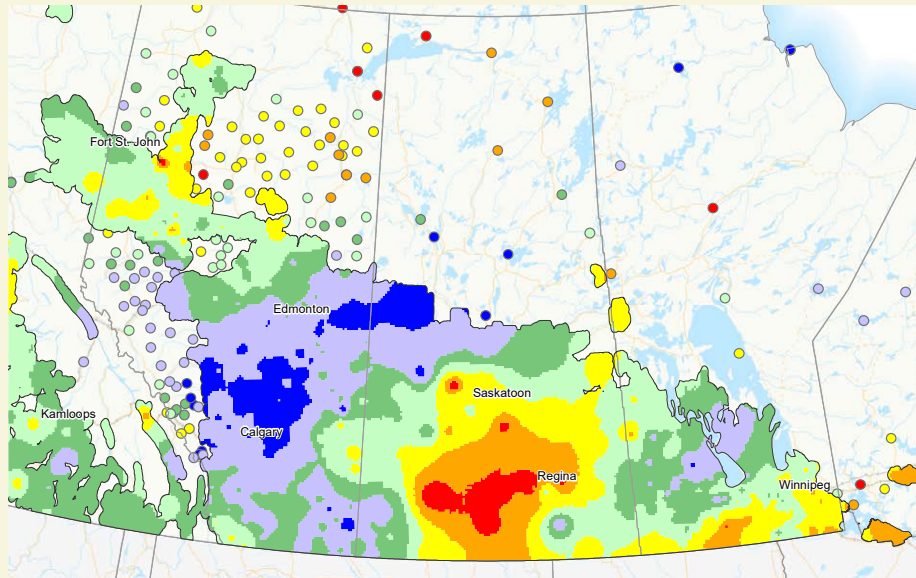 Fort St. John
Edmonton
Saskatoon
Kamloops
Calgary
Regina
Winnipeg